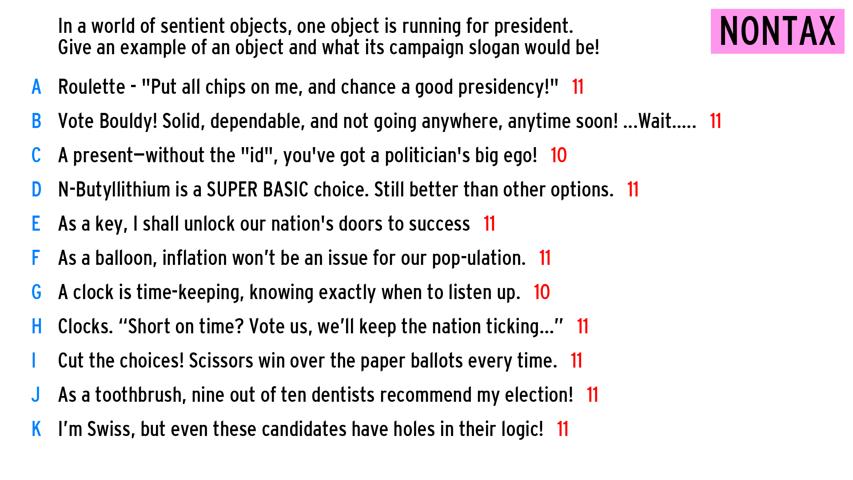 In a world of sentient objects, one object is running for president.
Give an example of an object and what its campaign slogan would be!
NONTAX
A Roulette - "Put all chips on me, and chance a good presidency!" 11
B Vote Bouldy! Solid, dependable, and not going anywhere, anytime soon! ...Wait..... 11
C A present—without the "id", you've got a politician's big ego! 10
D N-Butyllithium is a SUPER BASIC choice. Still better than other options. 11
E As a key, I shall unlock our nation's doors to success 11
F As a balloon, inflation won’t be an issue for our pop-ulation. 11
G A clock is time-keeping, knowing exactly when to listen up. 10
H Clocks. “Short on time? Vote us, we’ll keep the nation ticking...” 11
I Cut the choices! Scissors win over the paper ballots every time. 11
J As a toothbrush, nine out of ten dentists recommend my election! 11
K I’m Swiss, but even these candidates have holes in their logic! 11